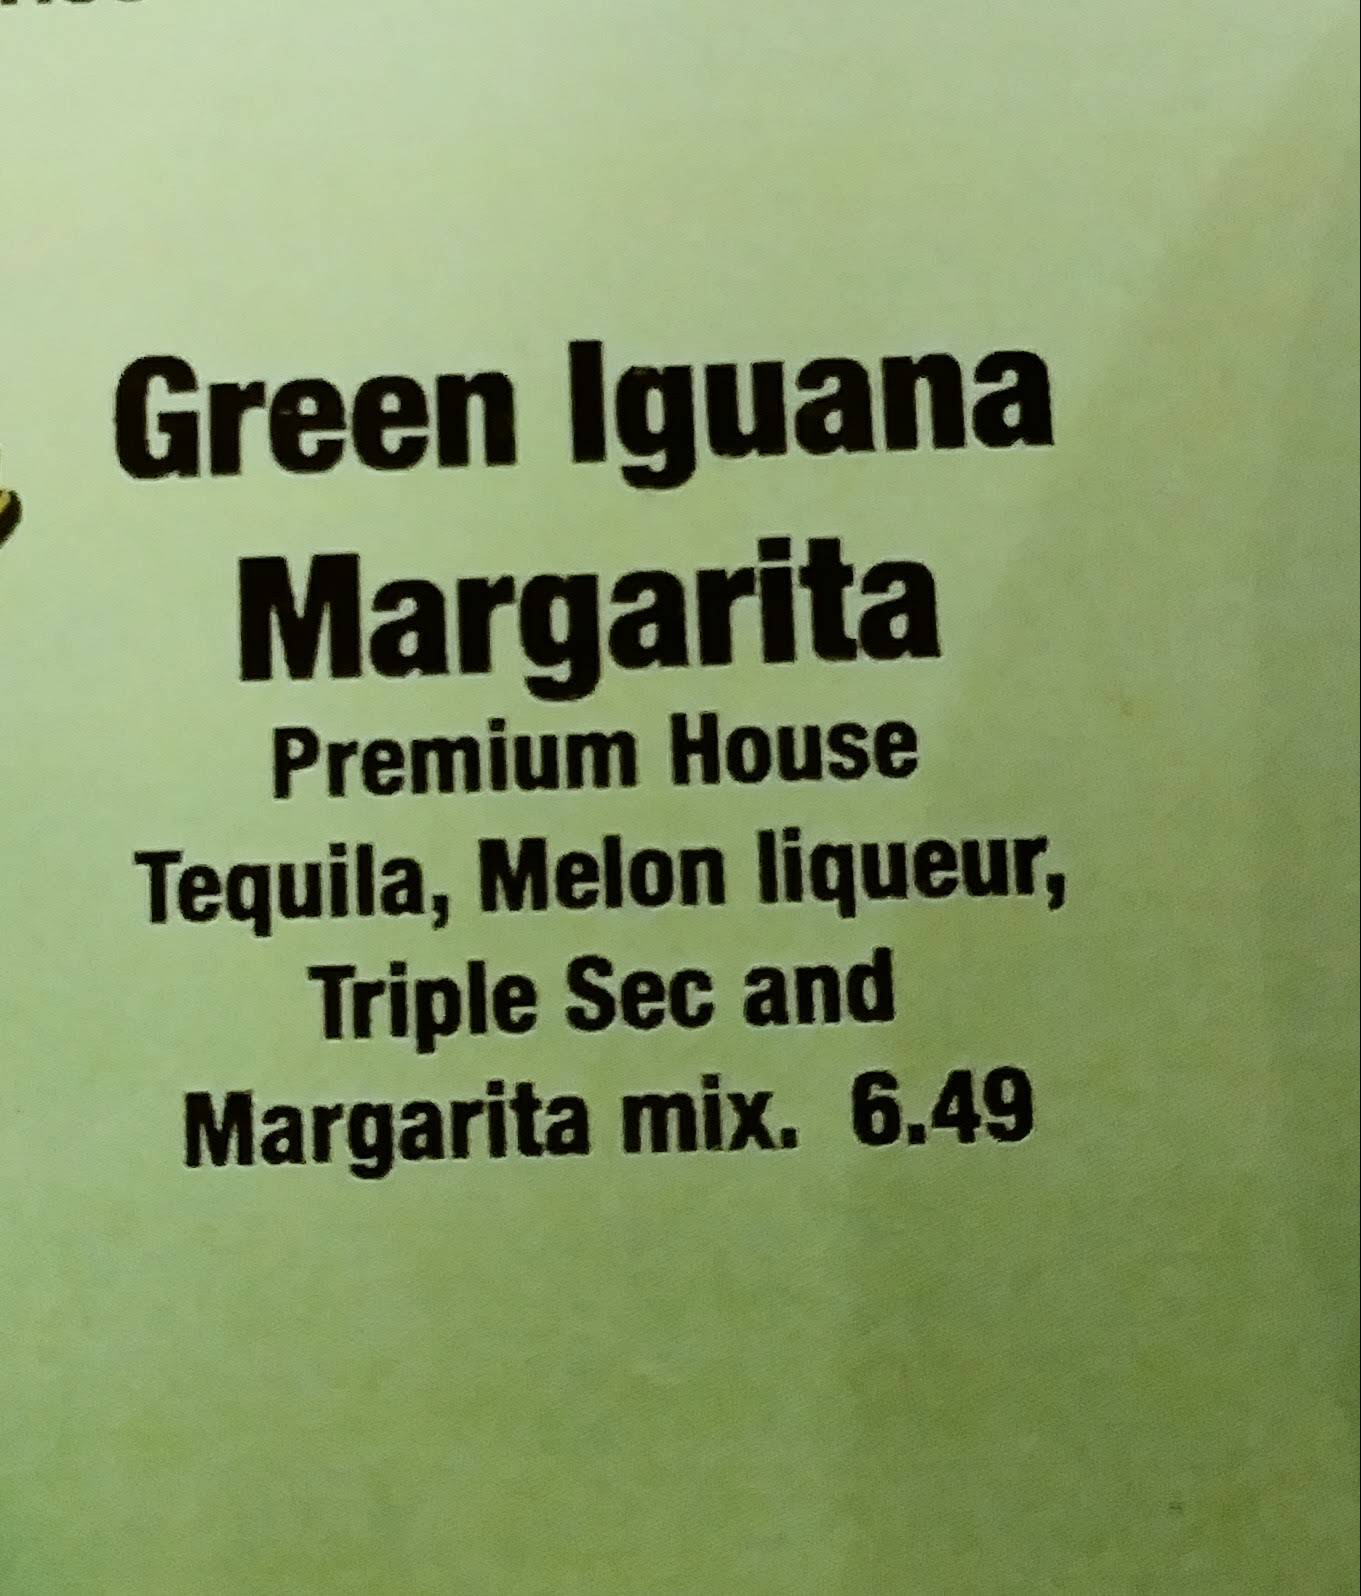 Green Iguana
Margarita
Premium House
Tequila, Melon liqueur,
Triple Sec and
Margarita mix.  6.49